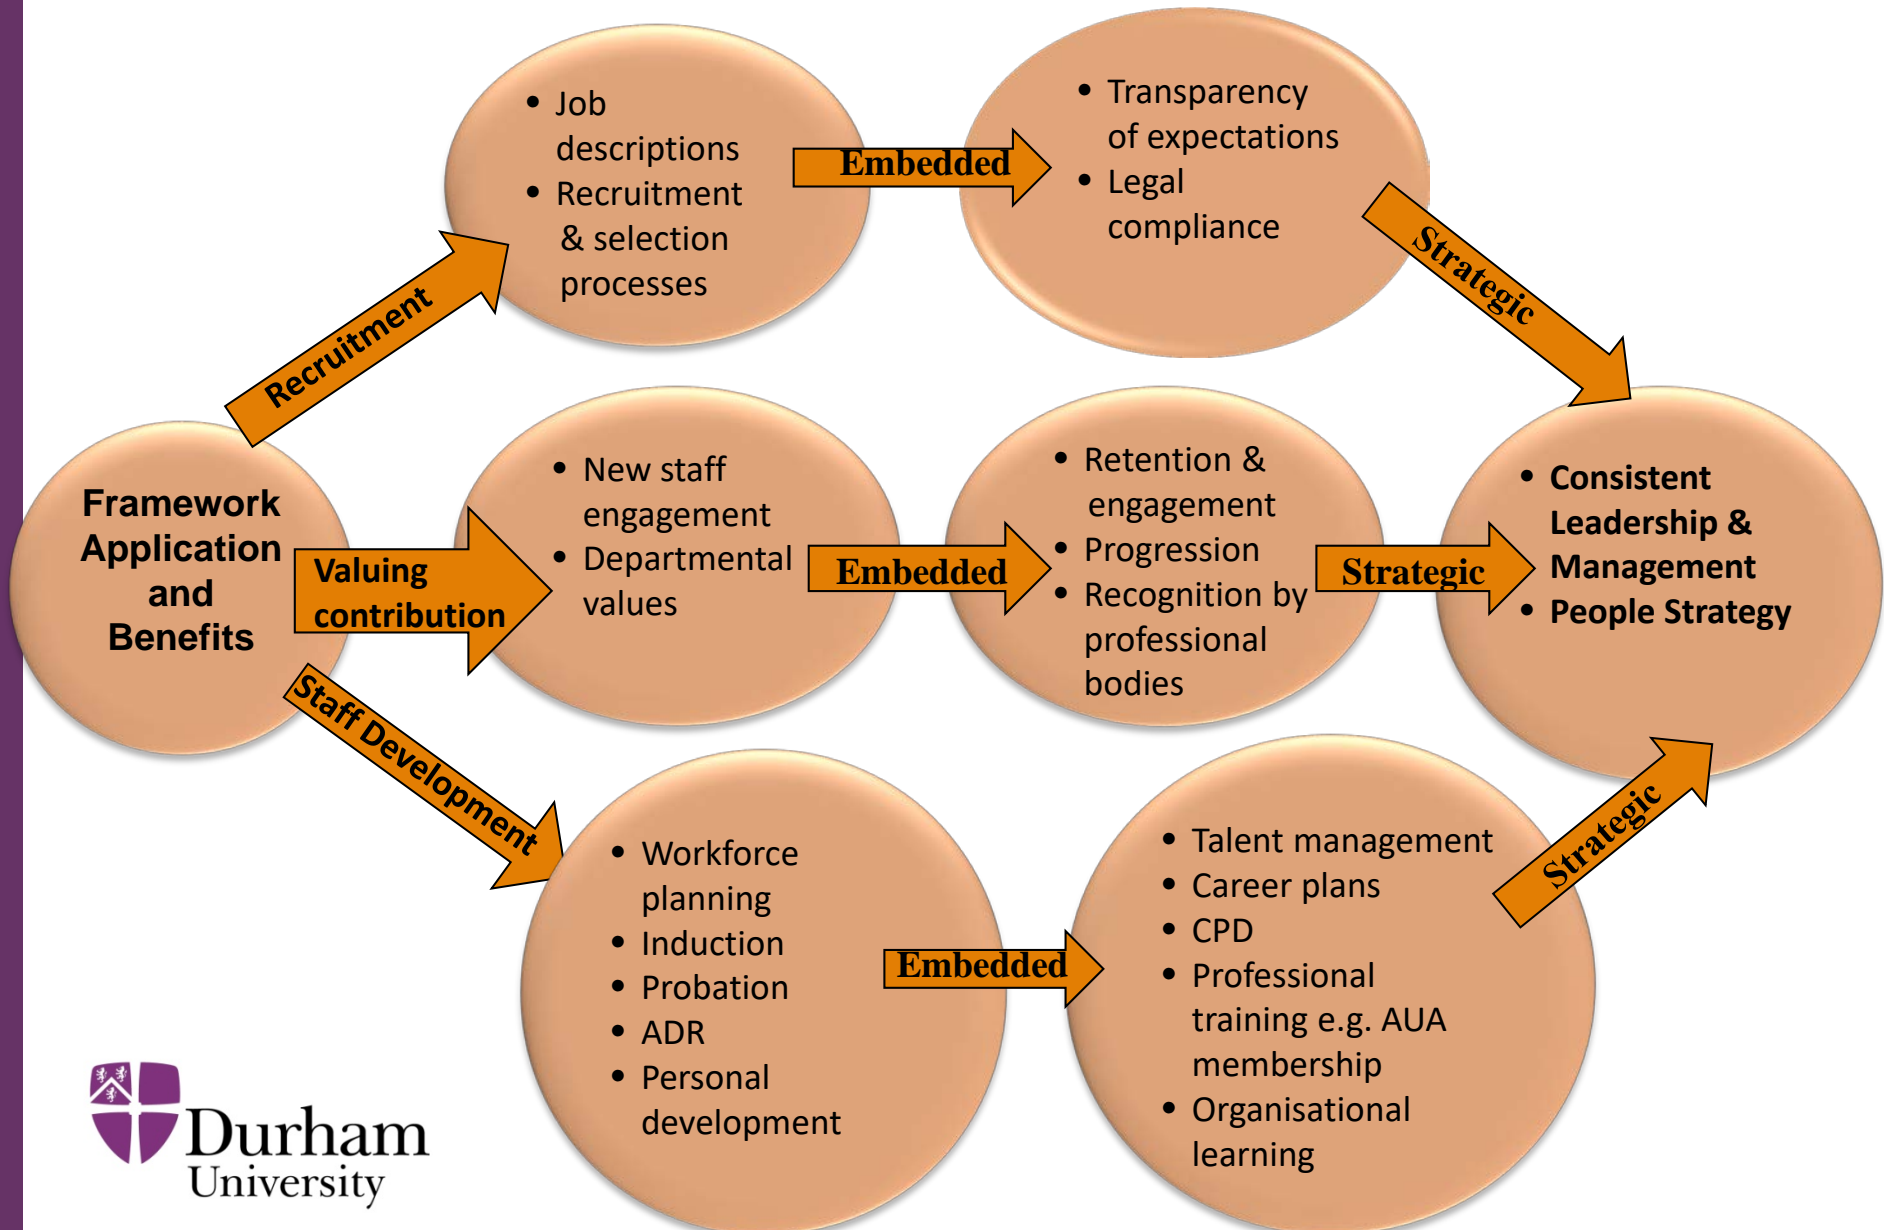 • Job
descriptions
• Recruitment
& selection
processes
Embedded
• Transparency
of expectations
• Legal
compliance
Strategic
Recruitment
Framework
Application
and
Benefits
Valuing
contribution
• New staff
engagement
• Departmental
values
Embedded
• Retention &
engagement
• Progression
• Recognition by
professional
bodies
Strategic
• Consistent
Leadership &
Management
• People Strategy
Staff Development
• Workforce
planning
• Induction
• Probation
• ADR
• Personal
development
Embedded
• Talent management
• Career plans
• CPD
• Professional
training e.g. AUA
membership
• Organisational
learning
Strategic
Durham
University